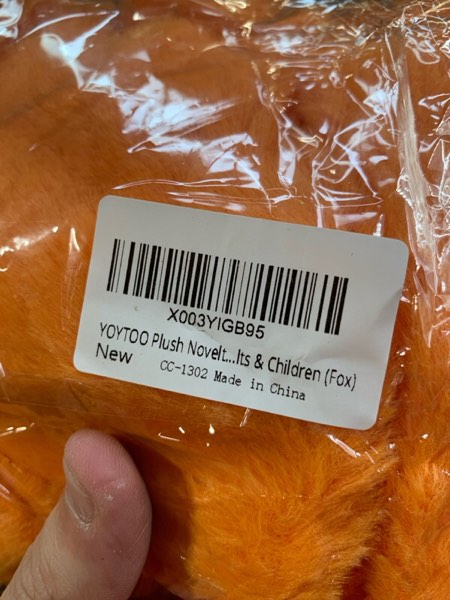 X003YIGB95
YOYTOO Plush Novelt...lts & Children (Fox)
New
CC-1302 Made in China